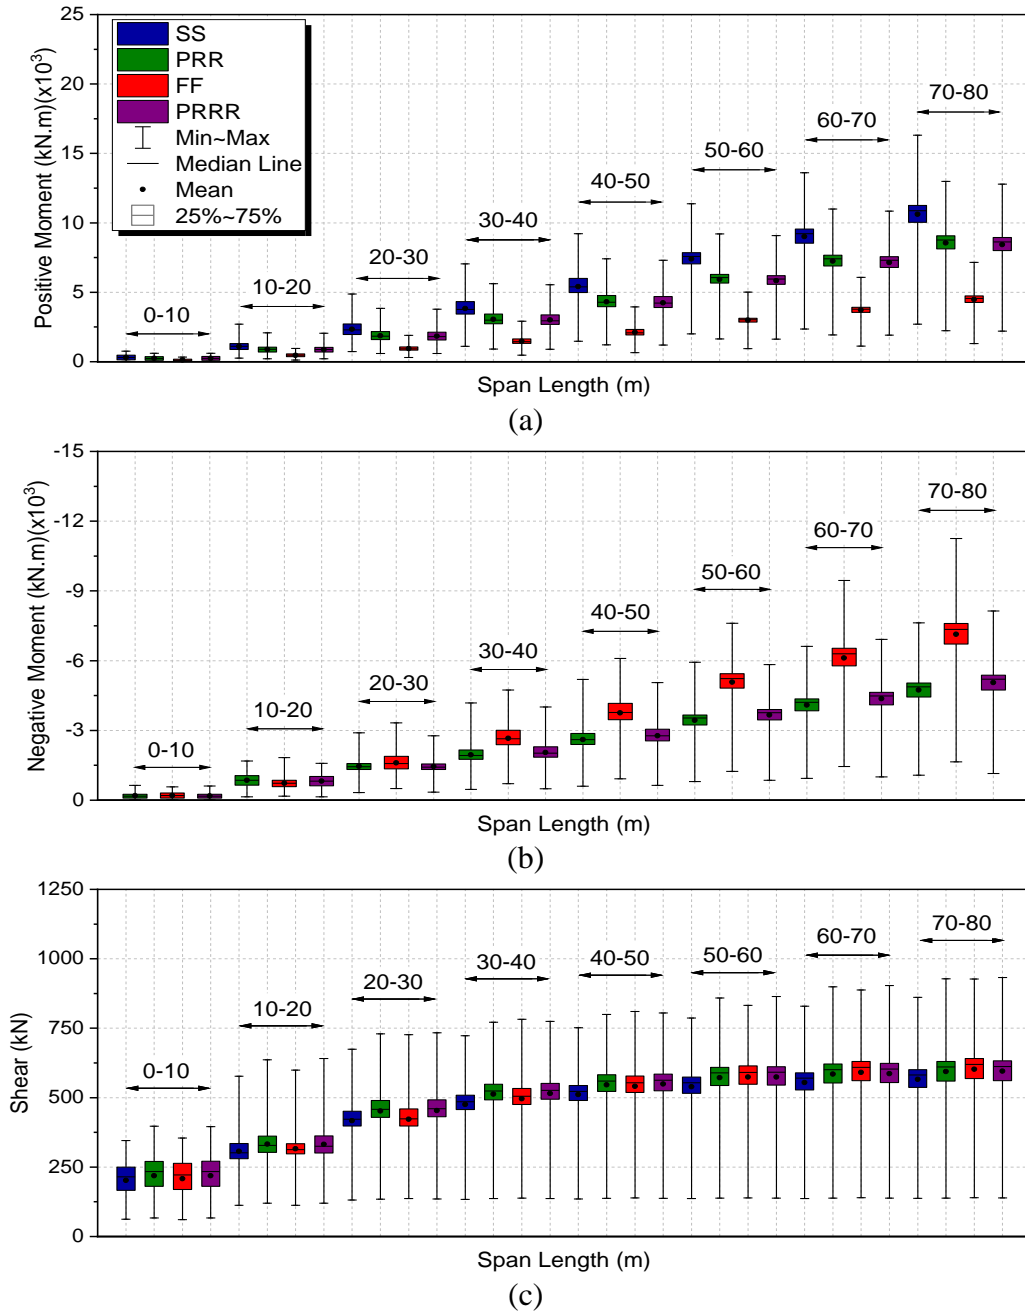 25
20
15
10
5
0
Positive Moment (kN.m)(x10³)
SS
PRR
FF
PRRR
Min~Max
Median Line
Mean
25%~75%
0-10
10-20
20-30
30-40
40-50
50-60
60-70
70-80
Span Length (m)
(a)
-15
-12
-9
-6
-3
0
Negative Moment (kN.m)(x10³)
0-10
10-20
20-30
30-40
40-50
50-60
60-70
70-80
Span Length (m)
(b)
1250
1000
750
500
250
0
Shear (kN)
0-10
10-20
20-30
30-40
40-50
50-60
60-70
70-80
Span Length (m)
(c)